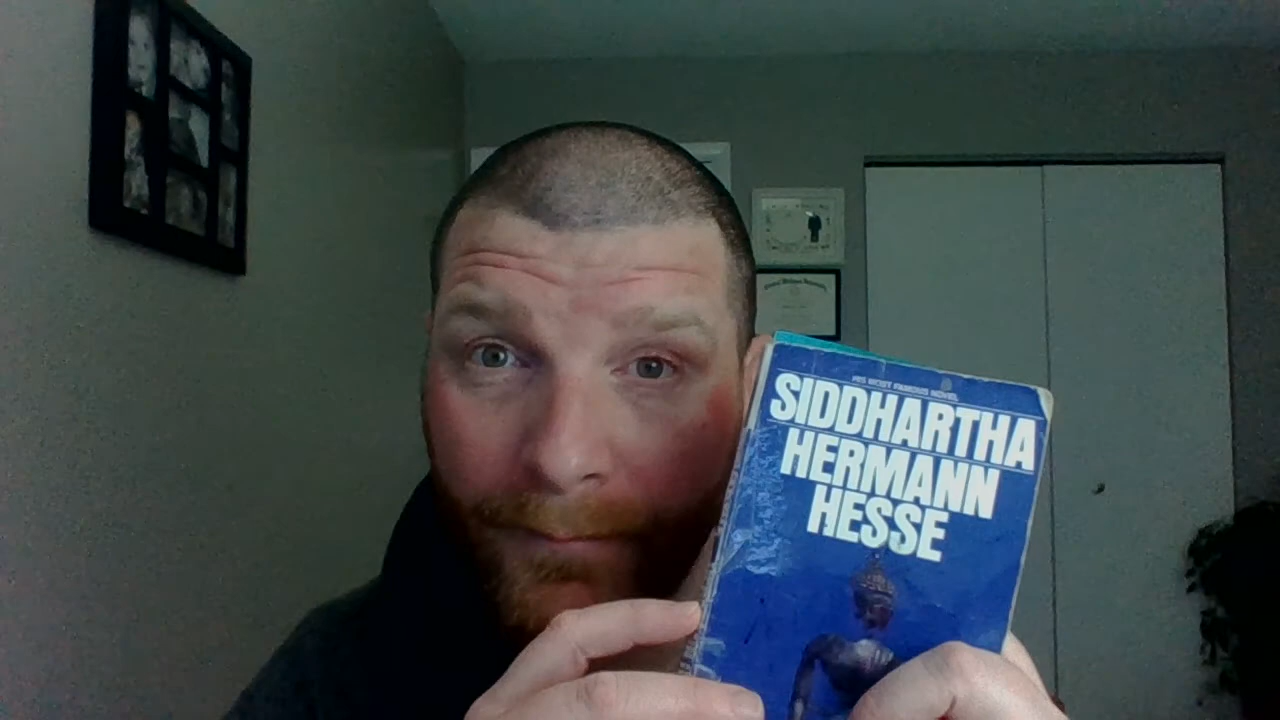 HIS MOST FAMOUS NOVEL
SIDDHARTHA
HERMANN
HESSE